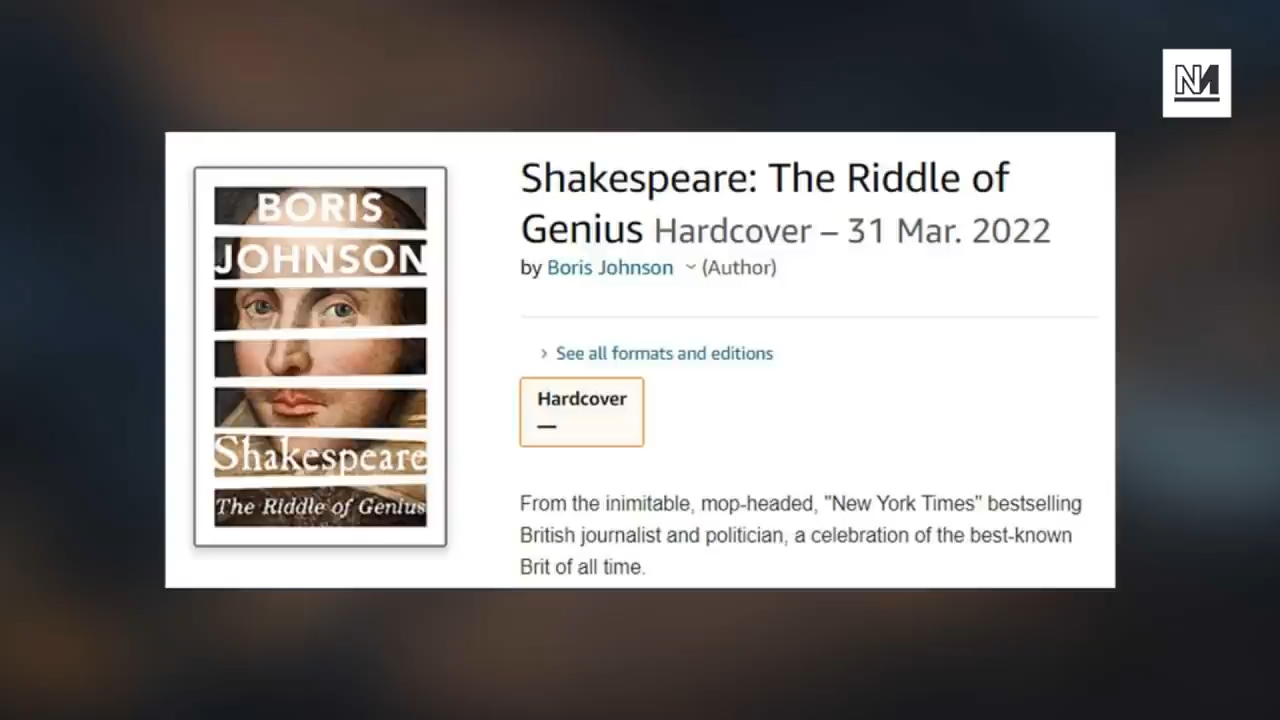 NM
BORIS
JOHNSON
Shakespeare
The Riddle of Genius
Shakespeare: The Riddle of
Genius Hardcover – 31 Mar. 2022
by Boris Johnson (Author)
See all formats and editions
Hardcover
—
From the inimitable, mop-headed, "New York Times" bestselling
British journalist and politician, a celebration of the best-known
Brit of all time.